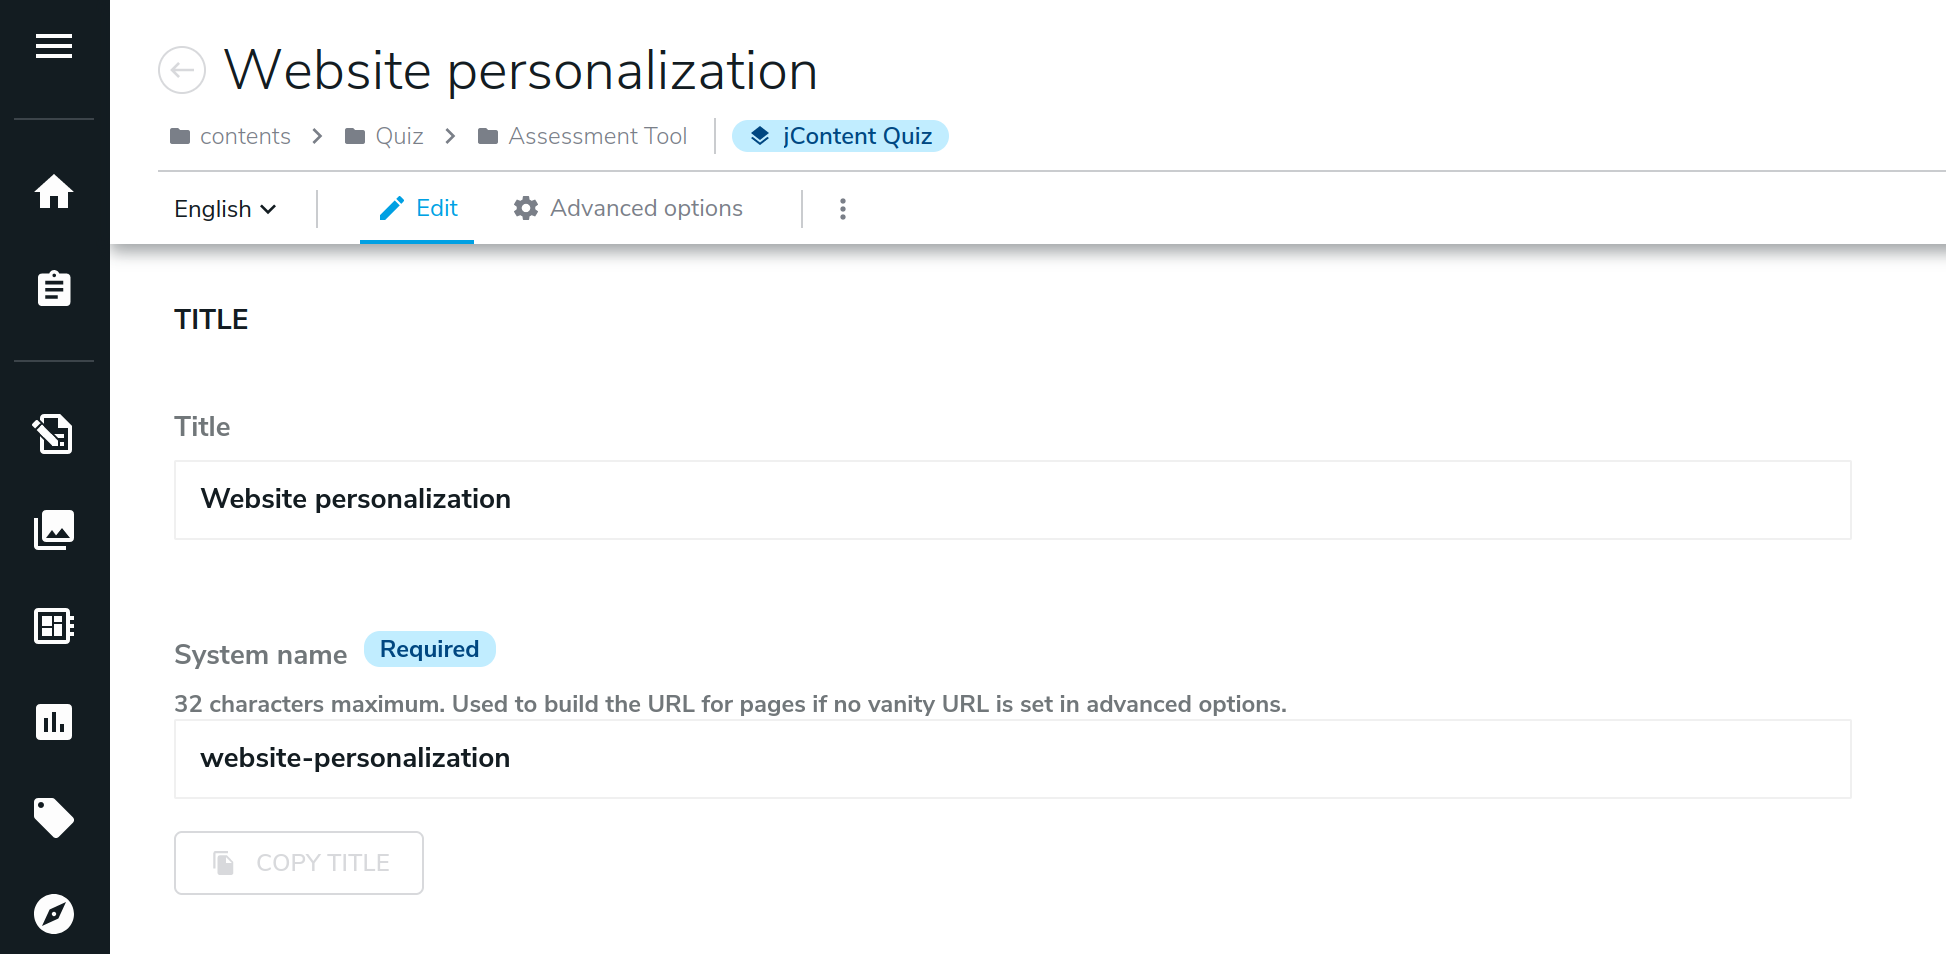 Website personalization
contents Quiz Assessment Tool jContent Quiz
English Edit Advanced options
TITLE
Title
Website personalization
System name Required
32 characters maximum. Used to build the URL for pages if no vanity URL is set in advanced options.
website-personalization
COPY TITLE